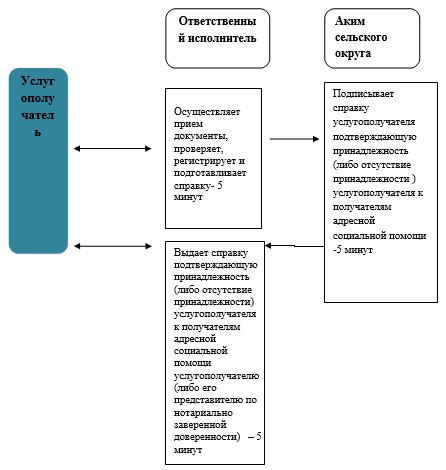 Ответственны
й исполнитель
Аким
сельского
округа
Услуг
ополу
чател
ь
Осуществляет
прием
документы,
проверяет,
регистрирует и
подготавливает
справку- 5
минут
Подписывает
справку
услугополучателя
подтверждающую
принадлежность
(либо отсутствие
принадлежности )
услугополучателя к
получателям
адресной
социальной помощи
-5 минут
Выдает справку
подтверждающую
принадлежность
(либо отсутствие
принадлежности)
услугополучателя
к получателям
адресной
социальной
помощи
услугополучателю
(либо его
представителю по
нотариально
заверенной
доверенности) – 5
минут